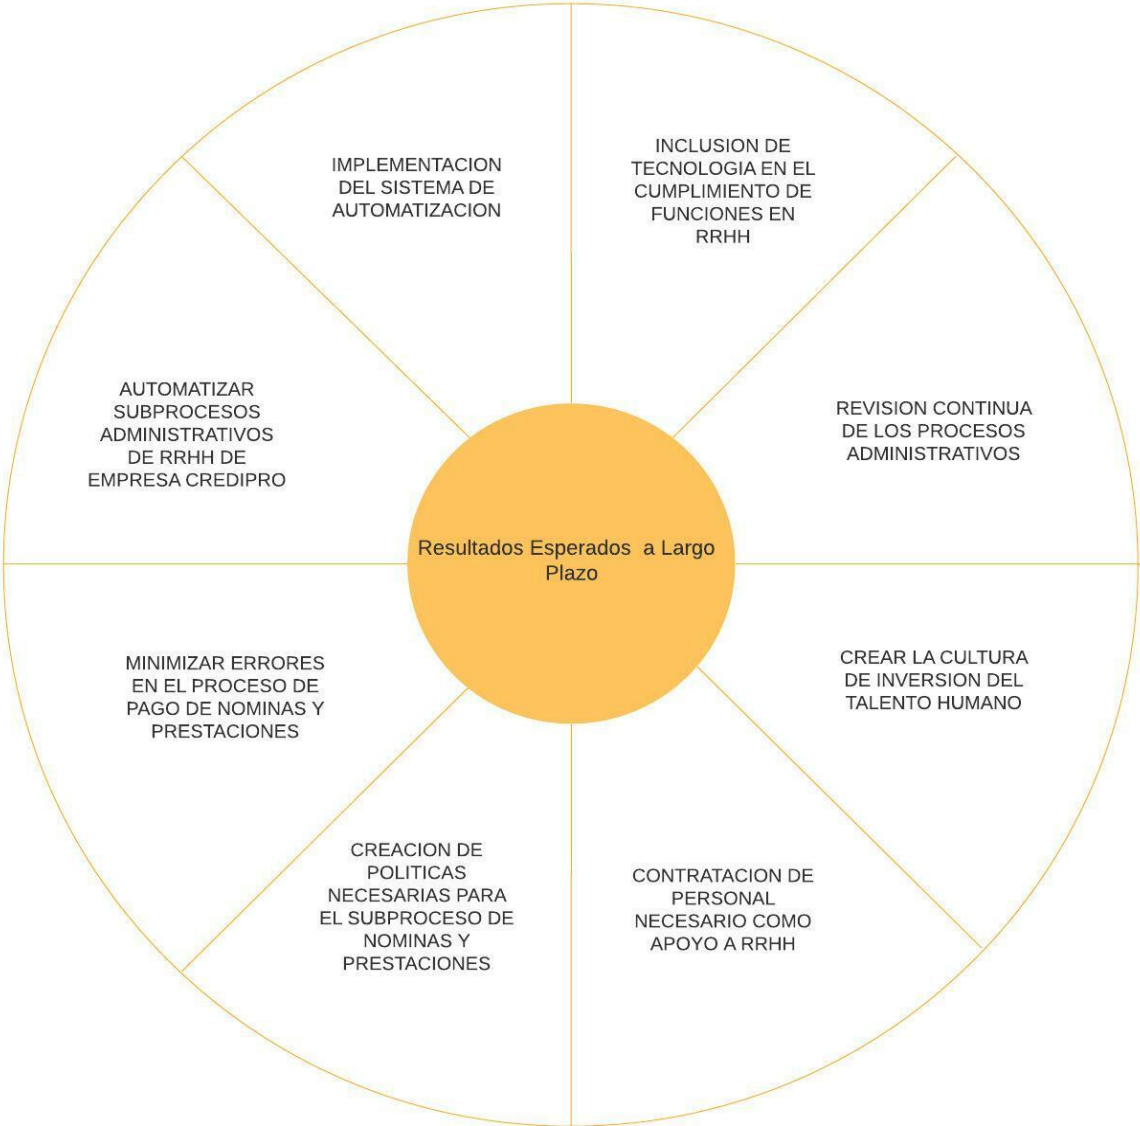 IMPLEMENTACION
DEL SISTEMA DE
AUTOMATIZACION
INCLUSION DE
TECNOLOGIA EN EL
CUMPLIMIENTO DE
FUNCIONES EN
RRHH
AUTOMATIZAR
SUBPROCESOS
ADMINISTRATIVOS
DE RRHH DE
EMPRESA CREDIPRO
REVISION CONTINUA
DE LOS PROCESOS
ADMINISTRATIVOS
Resultados Esperados a Largo
Plazo
MINIMIZAR ERRORES
EN EL PROCESO DE
PAGO DE NOMINAS Y
PRESTACIONES
CREAR LA CULTURA
DE INVERSION DEL
TALENTO HUMANO
CREACION DE
POLITICAS
NECESARIAS PARA
EL SUBPROCESO DE
NOMINAS Y
PRESTACIONES
CONTRATACION DE
PERSONAL
NECESARIO COMO
APOYO A RRHH